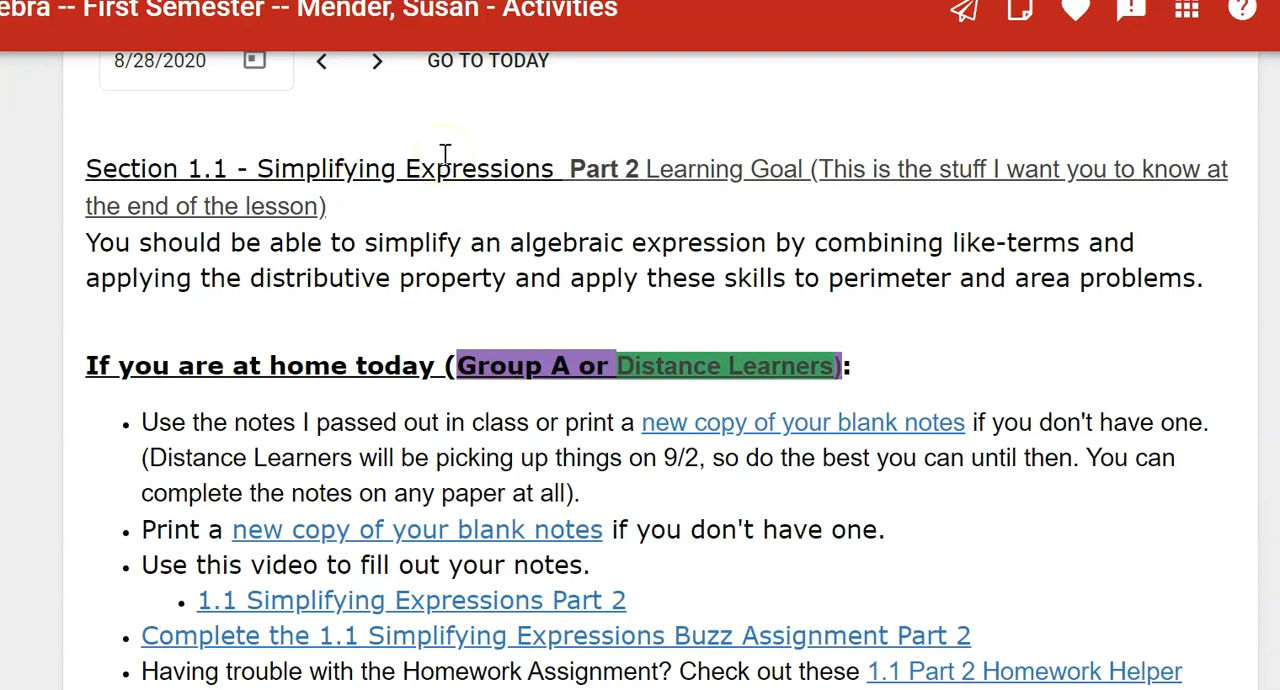 ebra -- First Semester -- Mender, Susan - Activities
8/28/2020 GO TO TODAY
Section 1.1 - Simplifying Expressions Part 2 Learning Goal (This is the stuff I want you to know at
the end of the lesson)
You should be able to simplify an algebraic expression by combining like-terms and
applying the distributive property and apply these skills to perimeter and area problems.
If you are at home today (Group A or Distance Learners):
• Use the notes I passed out in class or print a new copy of your blank notes if you don't have one.
(Distance Learners will be picking up things on 9/2, so do the best you can until then. You can
complete the notes on any paper at all).
• Print a new copy of your blank notes if you don't have one.
• Use this video to fill out your notes.
• 1.1 Simplifying Expressions Part 2
• Complete the 1.1 Simplifying Expressions Buzz Assignment Part 2
• Having trouble with the Homework Assignment? Check out these 1.1 Part 2 Homework Helper